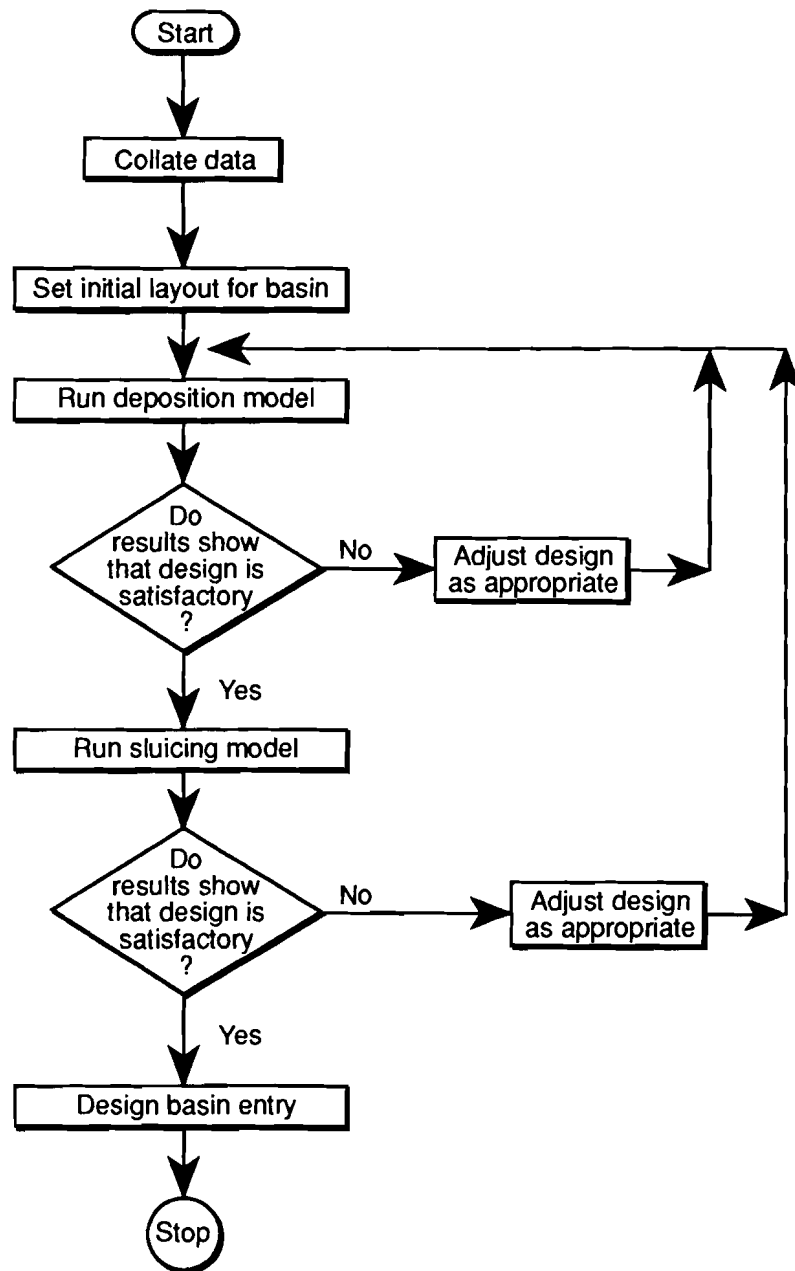 Start
Collate data
Set initial layout for basin
Run deposition model
Do
results show
that design is
satisfactory
?
No
Adjust design
as appropriate
Yes
Run sluicing model
Do
results show
that design is
satisfactory
?
No
Adjust design
as appropriate
Yes
Design basin entry
Stop